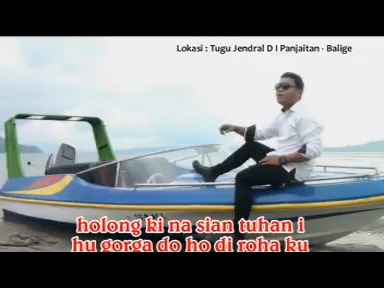 Lokasi : Tugu Jendral D I Panjaitan - Balige
holong ki na sian tuhan i
hu gorga do ho di roha ku